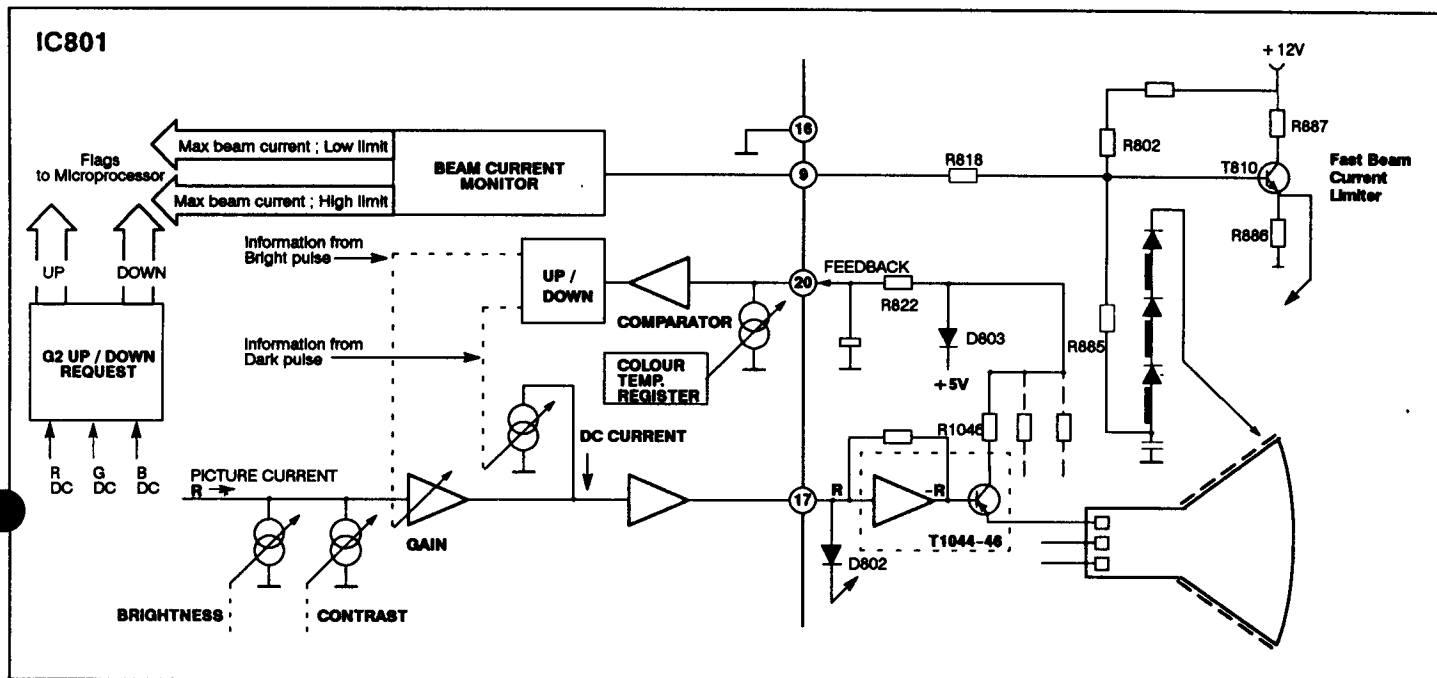 IC801
+ 12V
R887
16
Max beam current ; Low limit
Flags
to Microprocessor
BEAM CURRENT
MONITOR
9
R818
R802
T810
Fast Beam
Current
Limiter
Max beam current ; High limit
R886
Information from
Bright pulse
UP
DOWN
UP /
DOWN
20
FEEDBACK
R822
COMPARATOR
D803
R885
G2 UP / DOWN
REQUEST
Information from
Dark pulse
COLOUR
TEMP.
REGISTER
+5V
R1046
DC CURRENT
R
DC
G
DC
B
DC
PICTURE CURRENT
R
17
R
-R
GAIN
T1044-46
D802
BRIGHTNESS
CONTRAST